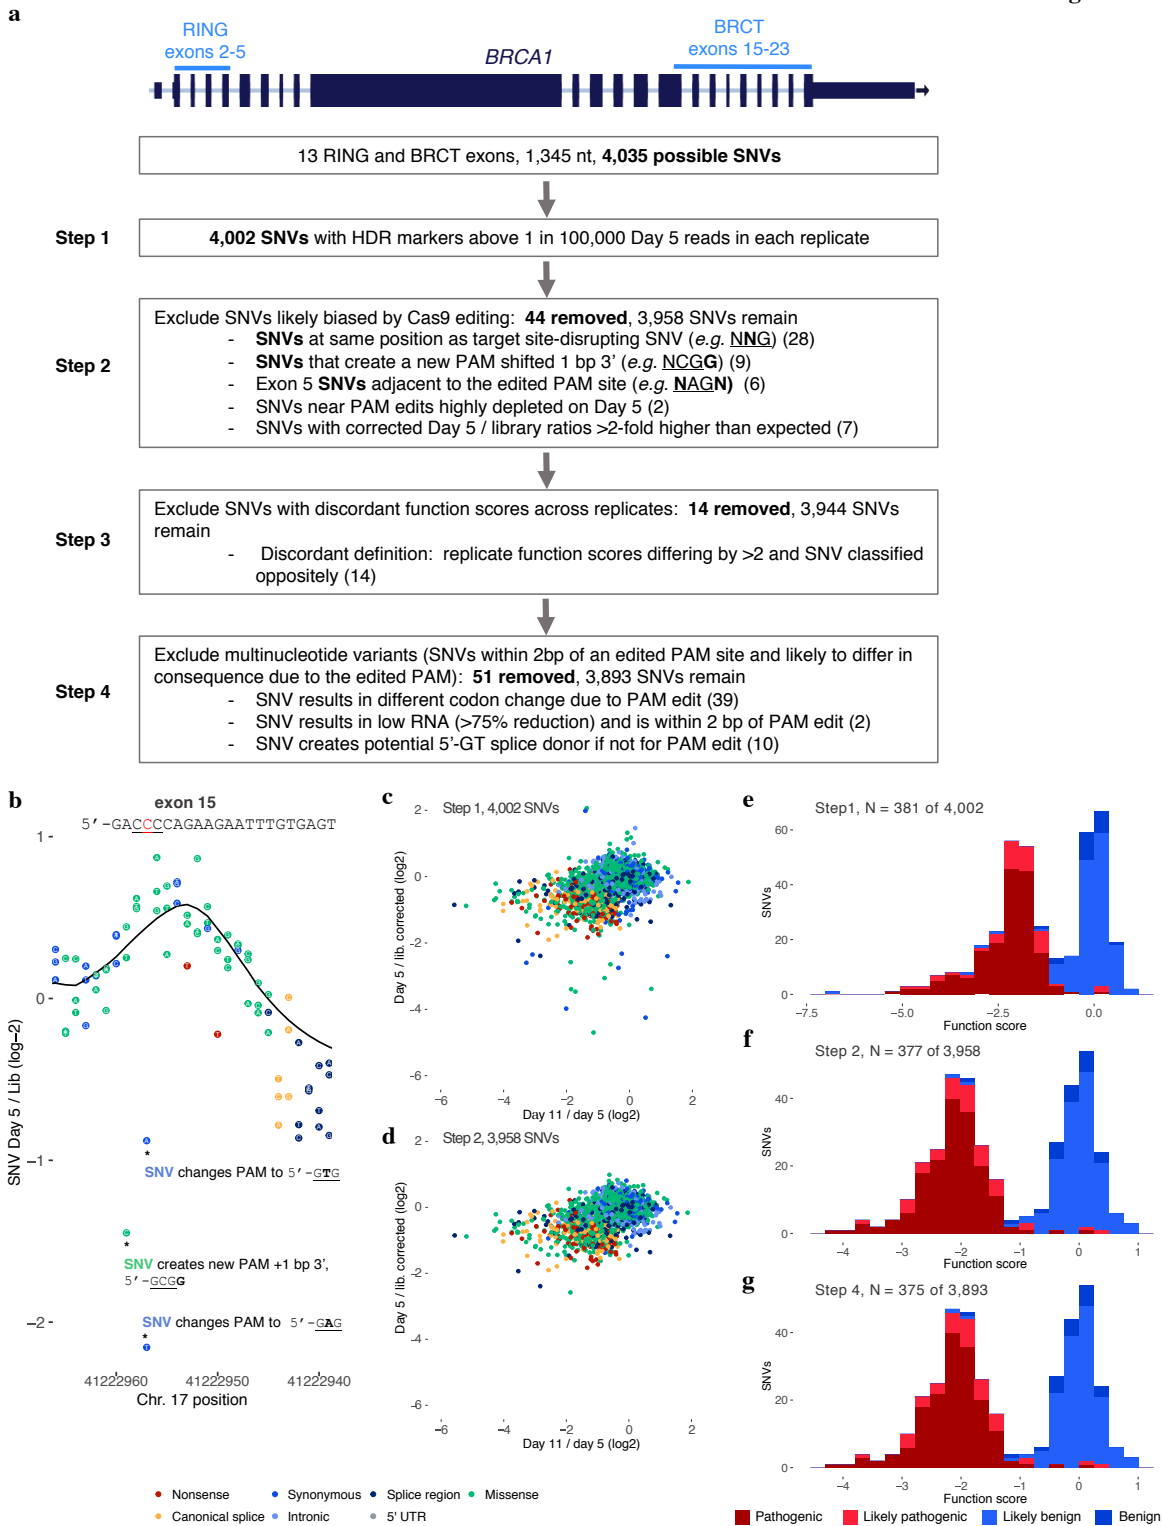 a
RING
exons 2-5
BRCA1
BRCT
exons 15-23
13 RING and BRCT exons, 1,345 nt, 4,035 possible SNVs
Step 1
4,002 SNVs with HDR markers above 1 in 100,000 Day 5 reads in each replicate
Step 2
Exclude SNVs likely biased by Cas9 editing: 44 removed, 3,958 SNVs remain
- SNVs at same position as target site-disrupting SNV (e.g. NNG) (28)
- SNVs that create a new PAM shifted 1 bp 3' (e.g. NCGG) (9)
- Exon 5 SNVs adjacent to the edited PAM site (e.g. NAGN) (6)
- SNVs near PAM edits highly depleted on Day 5 (2)
- SNVs with corrected Day 5 / library ratios >2-fold higher than expected (7)
Step 3
Exclude SNVs with discordant function scores across replicates: 14 removed, 3,944 SNVs
remain
- Discordant definition: replicate function scores differing by >2 and SNV classified
oppositely (14)
Step 4
Exclude multinucleotide variants (SNVs within 2bp of an edited PAM site and likely to differ in
consequence due to the edited PAM): 51 removed, 3,893 SNVs remain
- SNV results in different codon change due to PAM edit (39)
- SNV results in low RNA (>75% reduction) and is within 2 bp of PAM edit (2)
- SNV creates potential 5'-GT splice donor if not for PAM edit (10)
b
exon 15
5'-GACCCCAGAAGAATTTGTGAGT
1
0
−1
−2
SNV Day 5 / Lib (log−2)
SNV changes PAM to 5'-GTG
SNV creates new PAM +1 bp 3',
5'-GCGG
SNV changes PAM to 5'-GAG
41222960 41222950 41222940
Chr. 17 position
c
Step 1, 4,002 SNVs
2
0
−2
−4
−6
Day 5 / lib. corrected (log2)
−6 −4 −2 0 2
Day 11 / day 5 (log2)
d
Step 2, 3,958 SNVs
2
0
−2
−4
−6
Day 5 / lib. corrected (log2)
−6 −4 −2 0 2
Day 11 / day 5 (log2)
Nonsense Synonymous Splice region Missense
Canonical splice Intronic 5' UTR
e
Step1, N = 381 of 4,002
60
40
20
0
SNVs
−7.5 −5.0 −2.5 0.0
Function score
f
Step 2, N = 377 of 3,958
40
20
0
SNVs
−4 −3 −2 −1 0 1
Function score
g
Step 4, N = 375 of 3,893
40
20
0
SNVs
−4 −3 −2 −1 0 1
Function score
Pathogenic Likely pathogenic Likely benign Benign